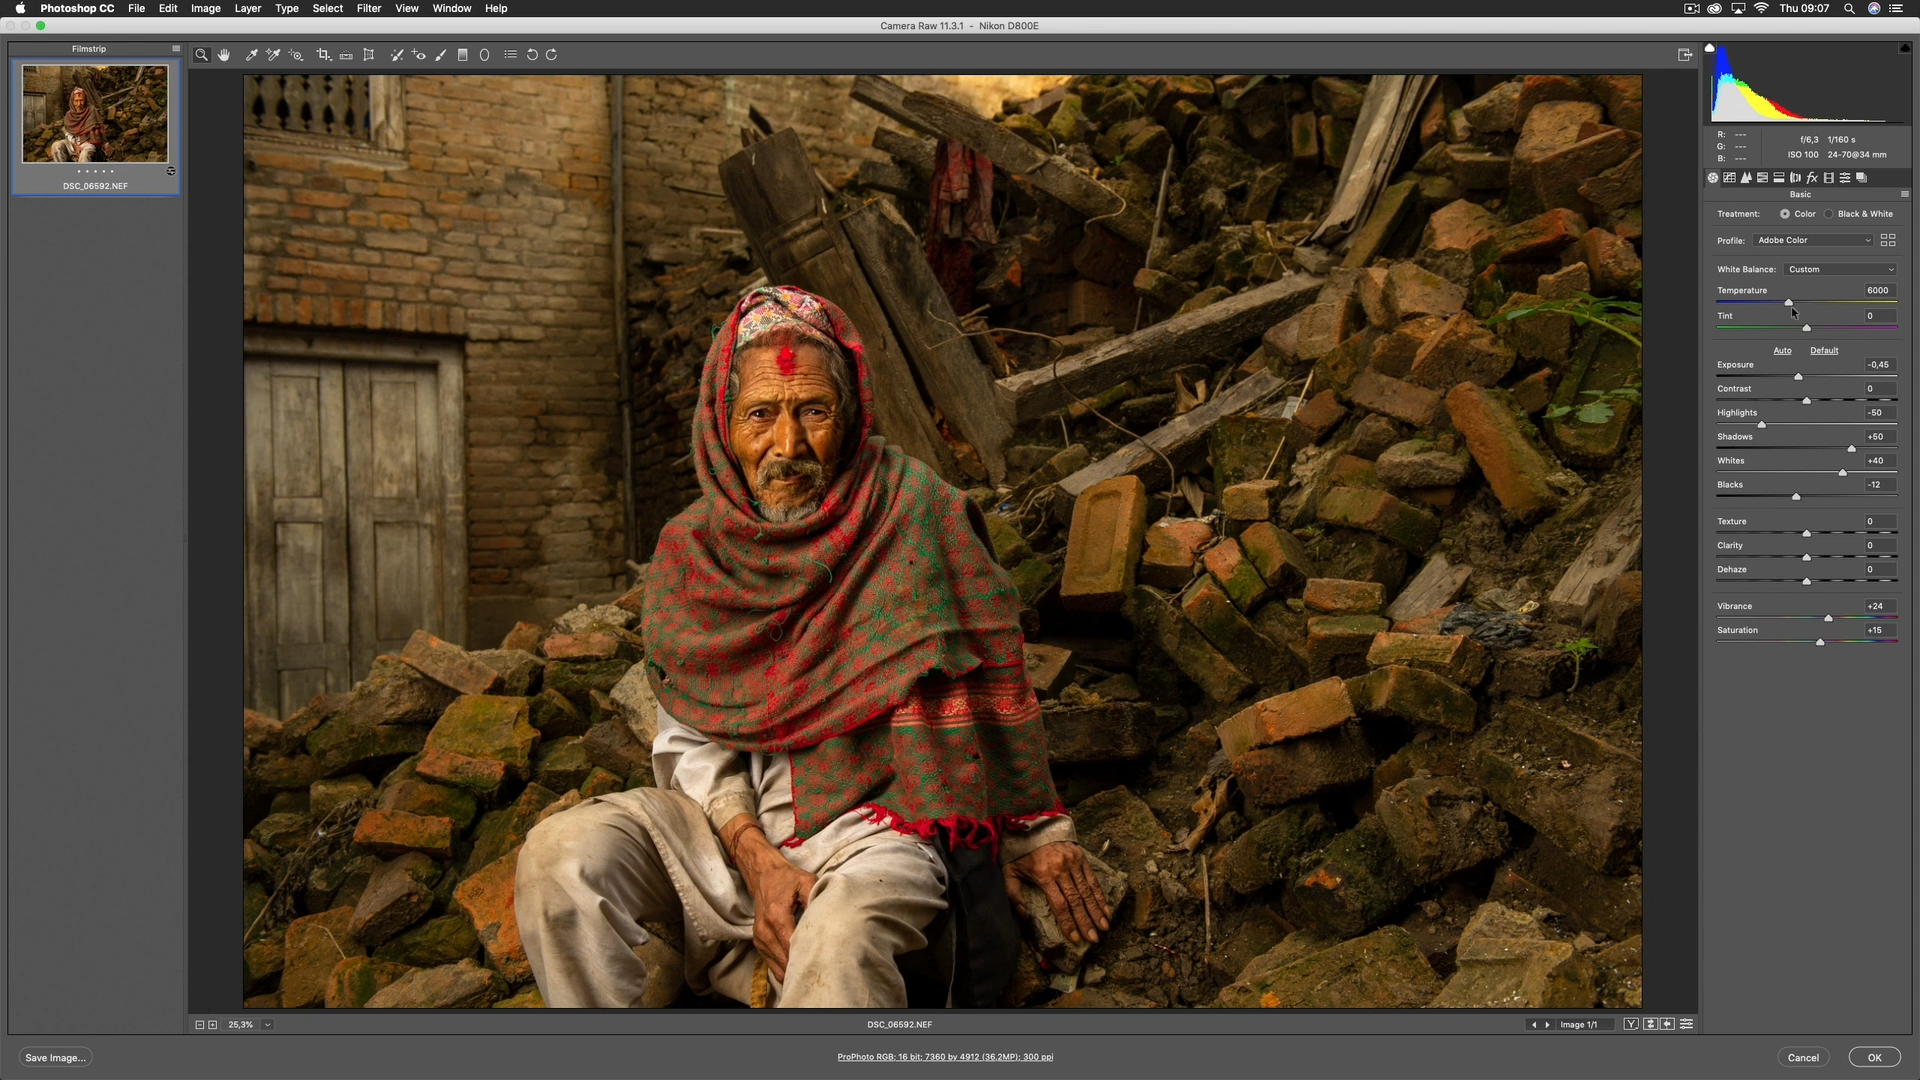 Photoshop CC File Edit Image Layer Type Select Filter View Window Help Thu 09:07
Camera Raw 11.3.1 - Nikon D800E
Filmstrip
DSC_06592.NEF
R: ---
G: ---
B: ---
f/6,3 1/160 s
ISO 100 24-70@34 mm
fx
Basic
Treatment: Color Black & White
Profile: Adobe Color
White Balance: Custom
Temperature 6000
Tint 0
Auto Default
Exposure -0,45
Contrast 0
Highlights -50
Shadows +50
Whites +40
Blacks -12
Texture 0
Clarity 0
Dehaze 0
Vibrance +24
Saturation +15
25,3% DSC_06592.NEF Image 1/1 Y
Save Image... ProPhoto RGB; 16 bit; 7360 by 4912 (36,2MP); 300 ppi Cancel OK